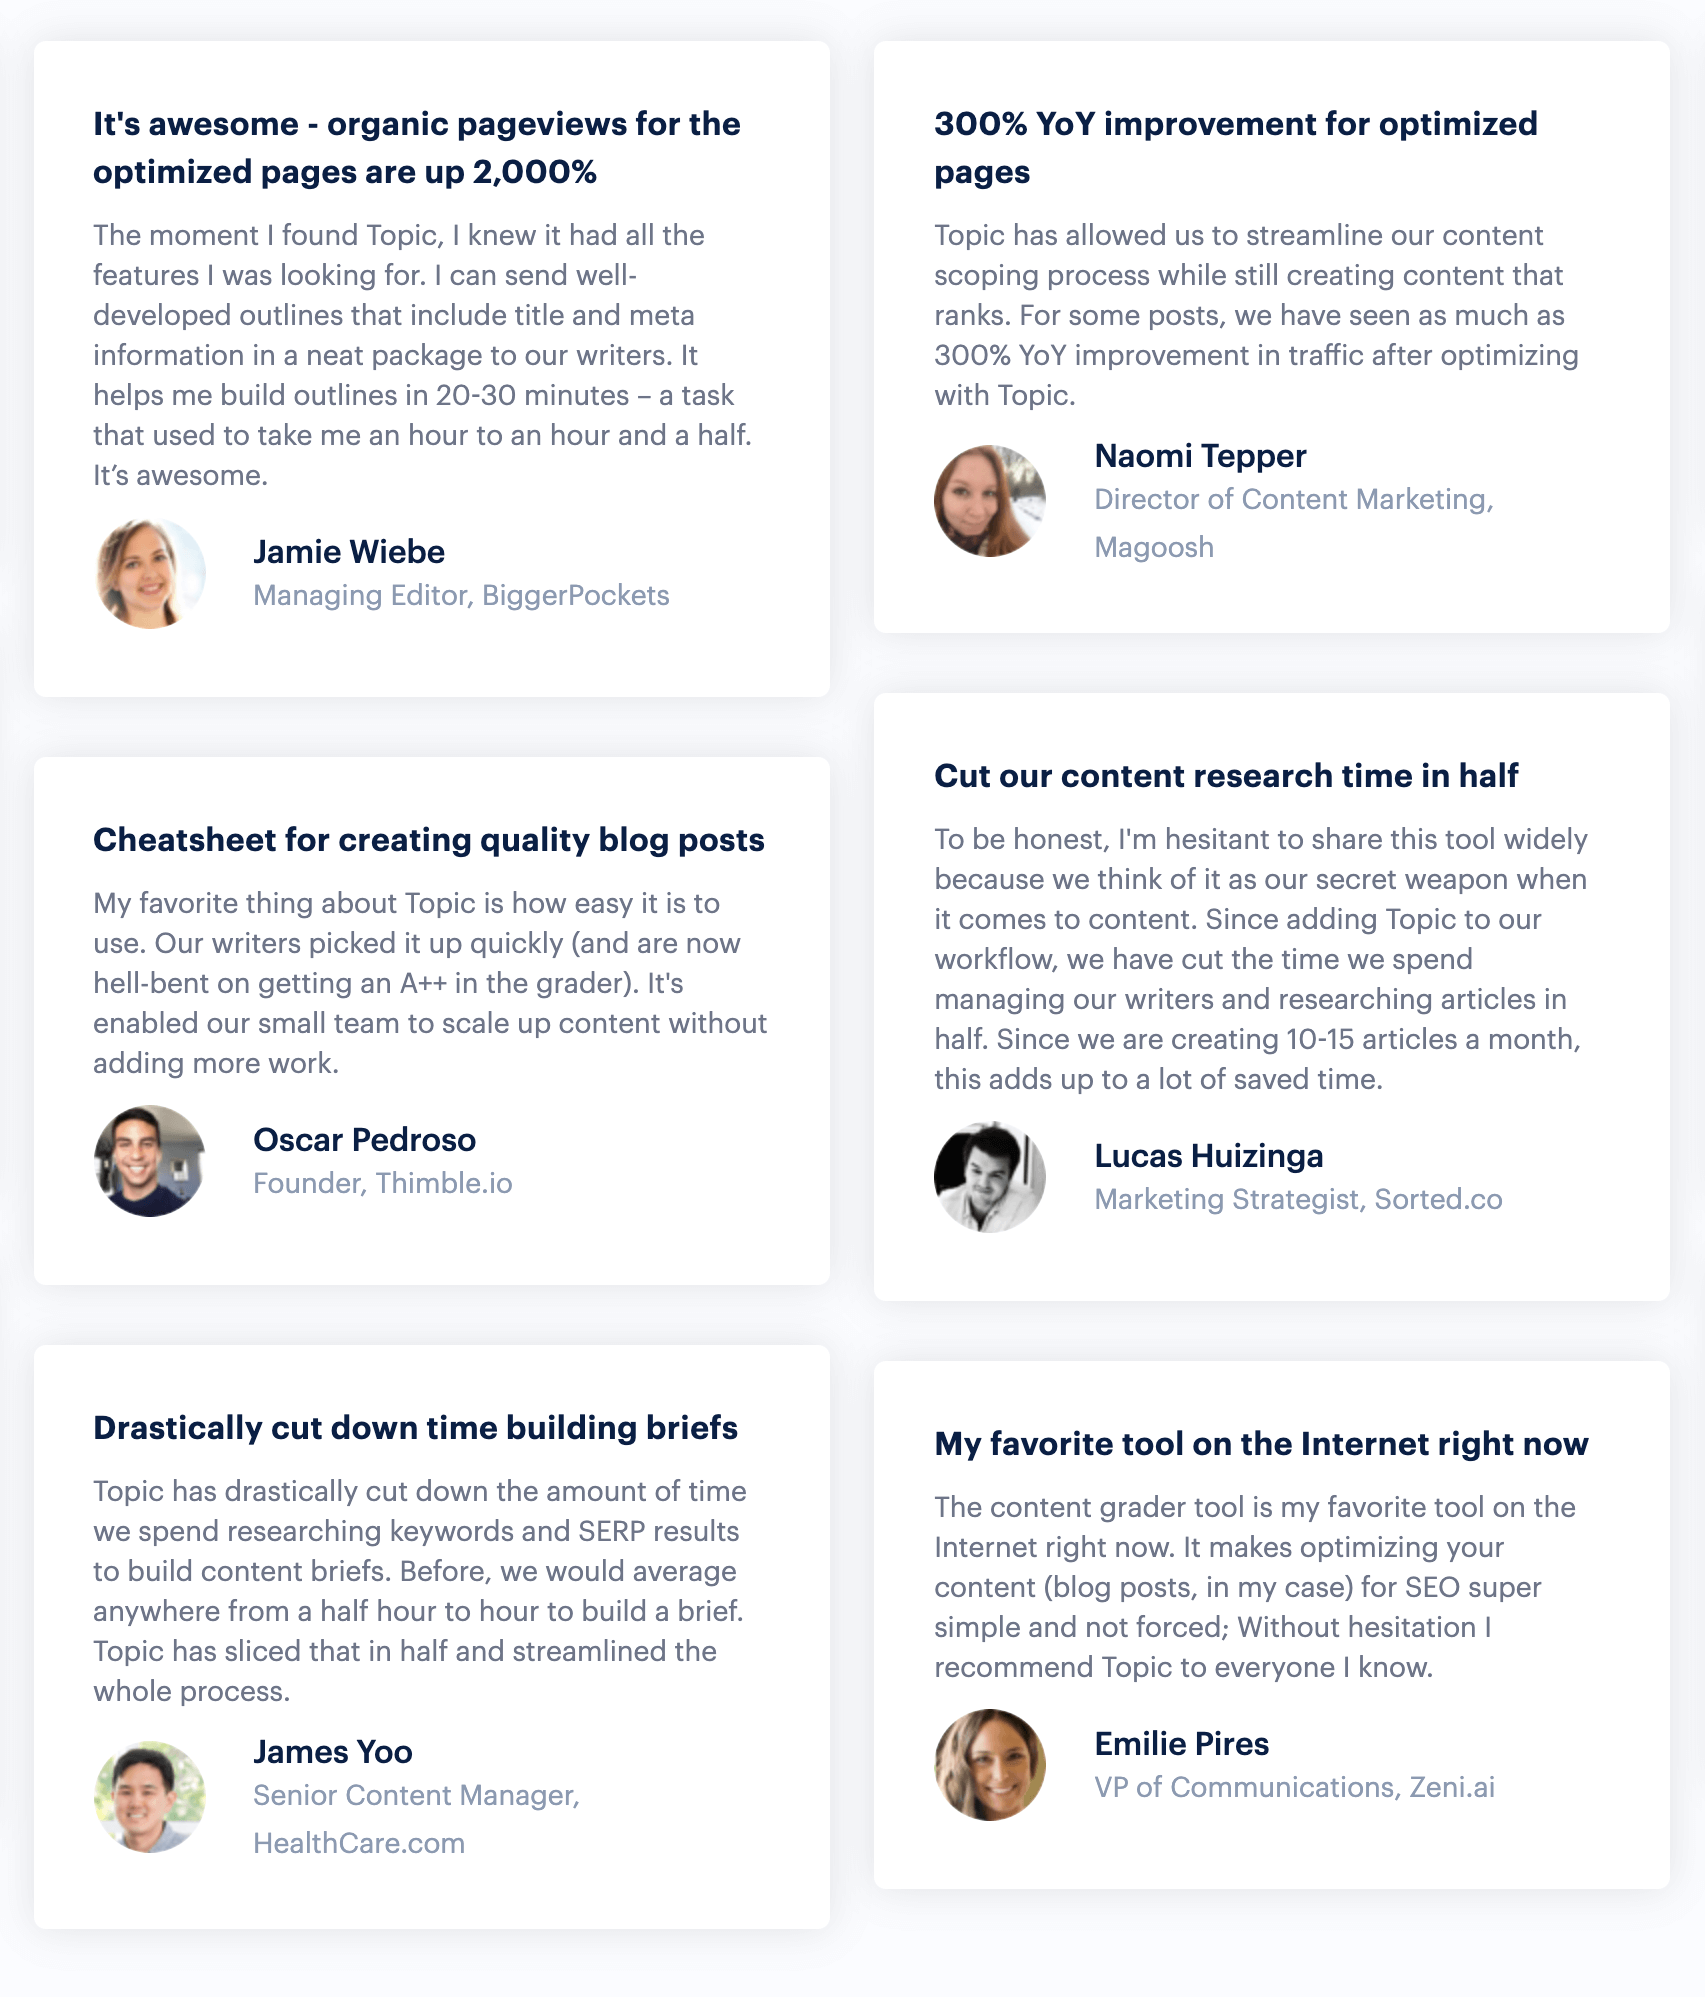 It's awesome - organic pageviews for the
optimized pages are up 2,000%
The moment I found Topic, I knew it had all the
features I was looking for. I can send well-
developed outlines that include title and meta
information in a neat package to our writers. It
helps me build outlines in 20-30 minutes – a task
that used to take me an hour to an hour and a half.
It’s awesome.
Jamie Wiebe
Managing Editor, BiggerPockets
Cheatsheet for creating quality blog posts
My favorite thing about Topic is how easy it is to
use. Our writers picked it up quickly (and are now
hell-bent on getting an A++ in the grader). It's
enabled our small team to scale up content without
adding more work.
Oscar Pedroso
Founder, Thimble.io
Drastically cut down time building briefs
Topic has drastically cut down the amount of time
we spend researching keywords and SERP results
to build content briefs. Before, we would average
anywhere from a half hour to hour to build a brief.
Topic has sliced that in half and streamlined the
whole process.
James Yoo
Senior Content Manager,
HealthCare.com
300% YoY improvement for optimized
pages
Topic has allowed us to streamline our content
scoping process while still creating content that
ranks. For some posts, we have seen as much as
300% YoY improvement in traffic after optimizing
with Topic.
Naomi Tepper
Director of Content Marketing,
Magoosh
Cut our content research time in half
To be honest, I'm hesitant to share this tool widely
because we think of it as our secret weapon when
it comes to content. Since adding Topic to our
workflow, we have cut the time we spend
managing our writers and researching articles in
half. Since we are creating 10-15 articles a month,
this adds up to a lot of saved time.
Lucas Huizinga
Marketing Strategist, Sorted.co
My favorite tool on the Internet right now
The content grader tool is my favorite tool on the
Internet right now. It makes optimizing your
content (blog posts, in my case) for SEO super
simple and not forced; Without hesitation I
recommend Topic to everyone I know.
Emilie Pires
VP of Communications, Zeni.ai